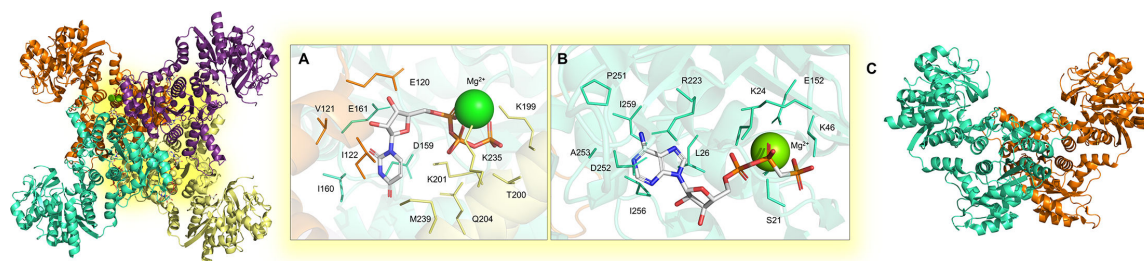 A
E120
Mg²⁺
V121
E161
K199
I122
D159
K235
I160
K201
T200
M239
Q204
B
P251
R223
E152
I259
K24
K46
A253
L26
Mg²⁺
D252
I256
S21
C